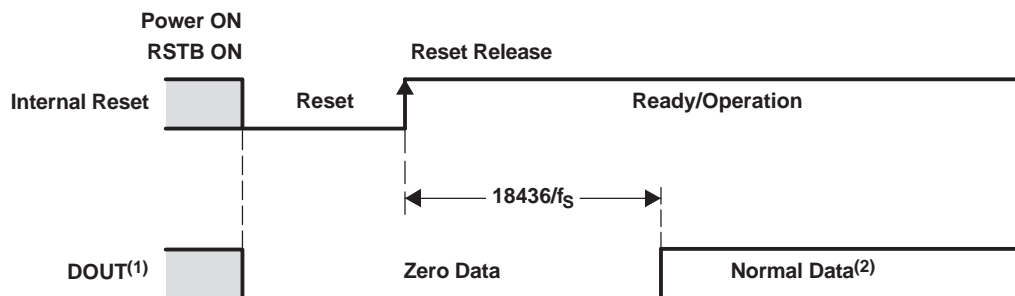 Power ON
RSTB ON
Reset Release
Internal Reset
Reset
Ready/Operation
18436/fS
DOUT(1)
Zero Data
Normal Data(2)